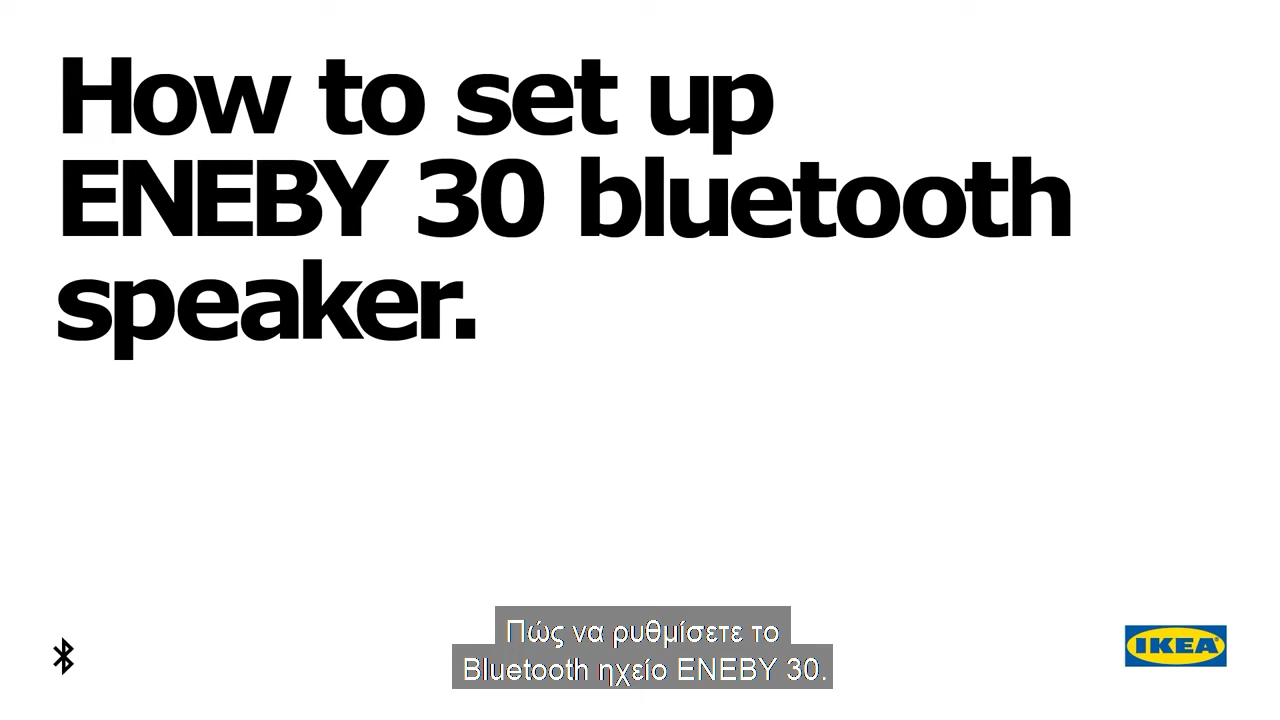 How to set up
ENEBY 30 bluetooth
speaker.
Πώς να ρυθμίσετε το
Bluetooth ηχείο ENEBY 30.
IKEA